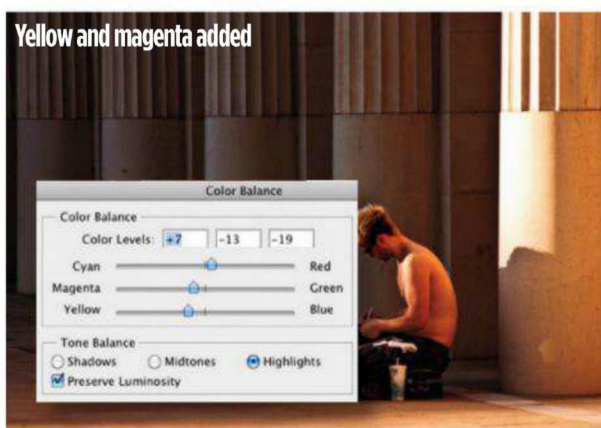 Yellow and magenta added
Color Balance
Color Balance
Color Levels: +7 -13 -19
Cyan Red
Magenta Green
Yellow Blue
Tone Balance
Shadows Midtones Highlights
Preserve Luminosity